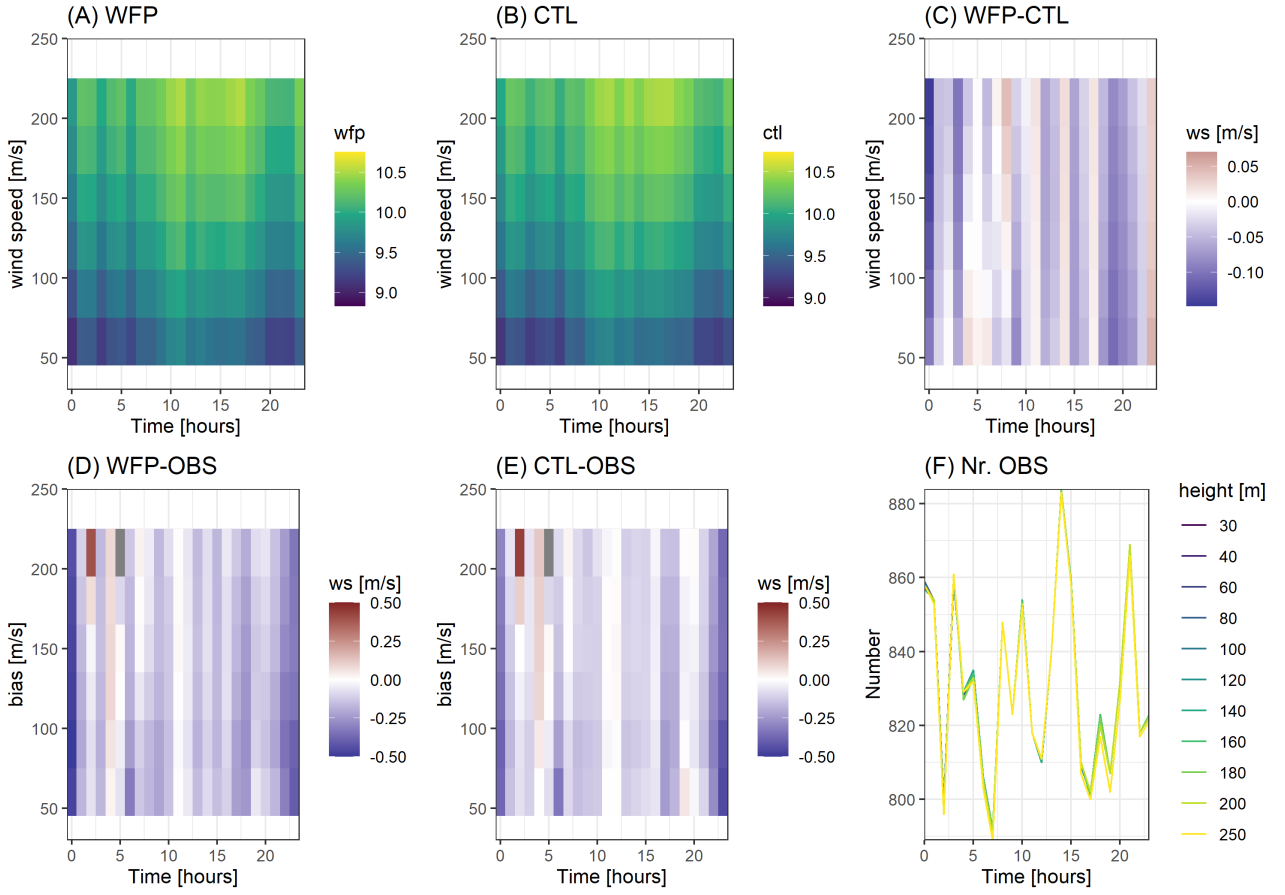 (A) WFP
(B) CTL
(C) WFP-CTL
250
200
150
100
50
wind speed [m/s]
0 5 10 15 20
Time [hours]
wfp
10.5
10.0
9.5
9.0
250
200
150
100
50
wind speed [m/s]
0 5 10 15 20
Time [hours]
ctl
10.5
10.0
9.5
9.0
250
200
150
100
50
wind speed [m/s]
0 5 10 15 20
Time [hours]
ws [m/s]
0.05
0.00
-0.05
-0.10
(D) WFP-OBS
(E) CTL-OBS
(F) Nr. OBS
250
200
150
100
50
bias [m/s]
0 5 10 15 20
Time [hours]
ws [m/s]
0.50
0.25
0.00
-0.25
-0.50
250
200
150
100
50
bias [m/s]
0 5 10 15 20
Time [hours]
ws [m/s]
0.50
0.25
0.00
-0.25
-0.50
880
860
840
820
800
Number
0 5 10 15 20
Time [hours]
height [m]
30
40
60
80
100
120
140
160
180
200
250